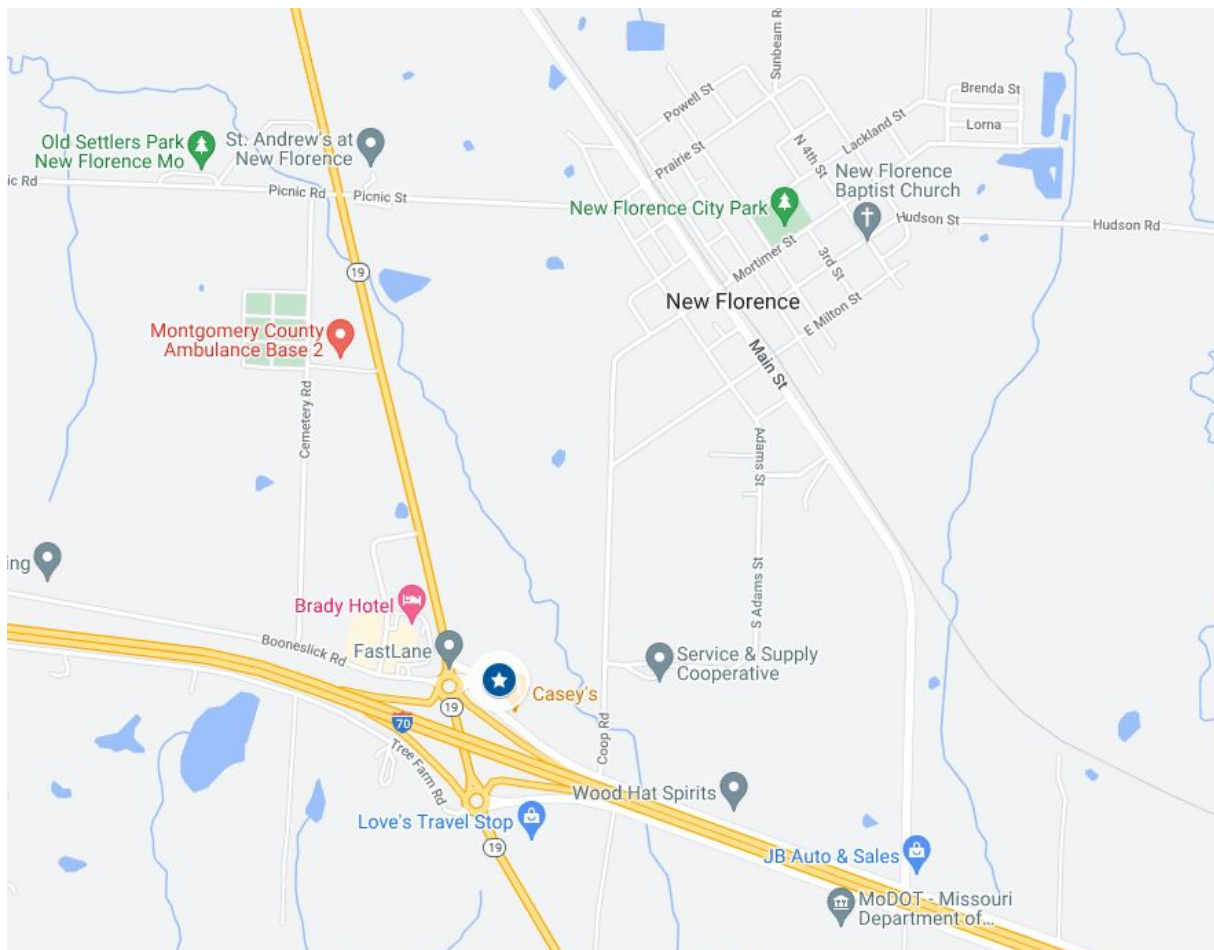 Sunbeam R
Powell St
Brenda St
Lackland St
Lorna
Old Settlers Park
New Florence Mo
St. Andrew's at
New Florence
N 4th St
Prairie St
New Florence
Baptist Church
ic Rd
Picnic Rd
Picnic St
New Florence City Park
Hudson St
Hudson Rd
Mortimer St
3rd St
19
New Florence
E Milton St
Montgomery County
Ambulance Base 2
Main St
Cemetery Rd
Adams St
ing
S Adams St
Brady Hotel
Booneslick Rd
FastLane
Service & Supply
Cooperative
Casey's
19
70
Coop Rd
Tree Farm Rd
Wood Hat Spirits
Love's Travel Stop
19
JB Auto & Sales
MoDOT - Missouri
Department of...